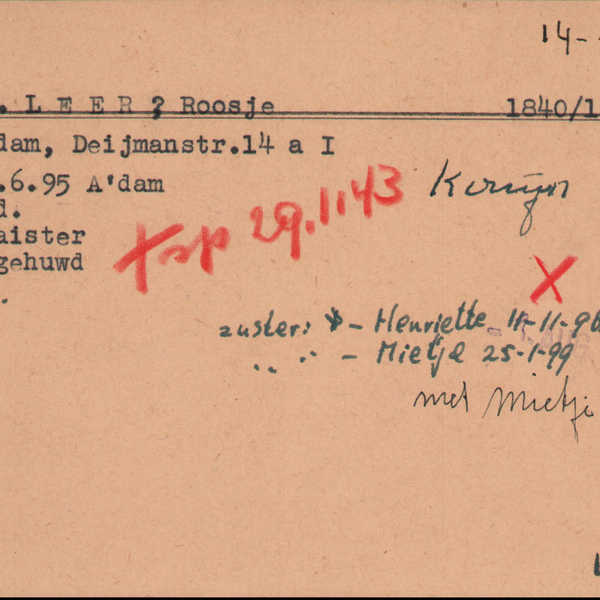 14-
. L E E R ? Roosje 1840/1
dam, Deijmanstr.14 a I
.6.95 A'dam
d.
aister
gehuwd
.
tsp 29.1.43
X
zuster: - Henriette 11-11-96
,, ,, - Mietje 25-1-99
met Mietje